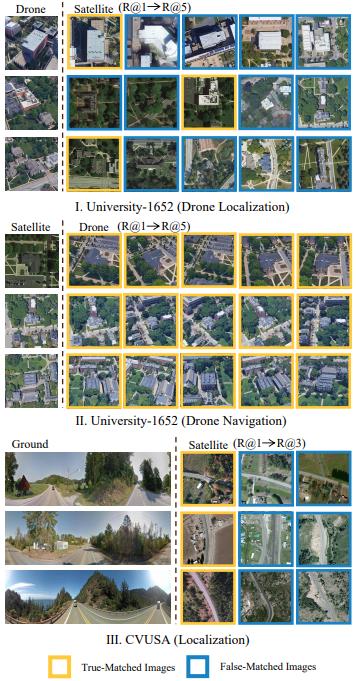 Drone Satellite (R@1→R@5)
I. University-1652 (Drone Localization)
Satellite Drone (R@1→R@5)
II. University-1652 (Drone Navigation)
Ground Satellite (R@1→R@3)
III. CVUSA (Localization)
True-Matched Images False-Matched Images